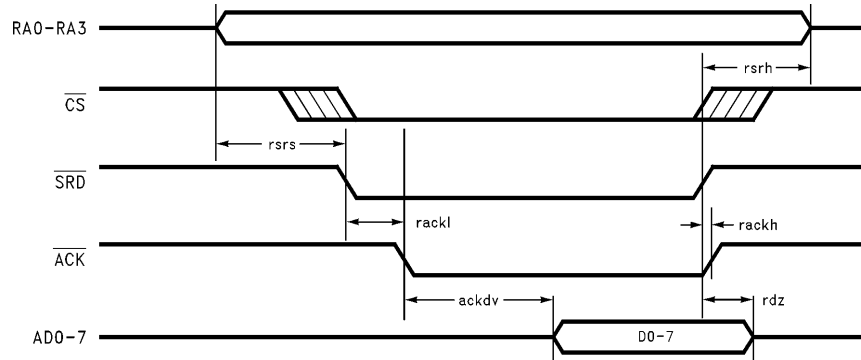 RA0-RA3
rsrh
CS
rsrs
SRD
rackl
rackh
ACK
ackdv
rdz
AD0-7
D0-7